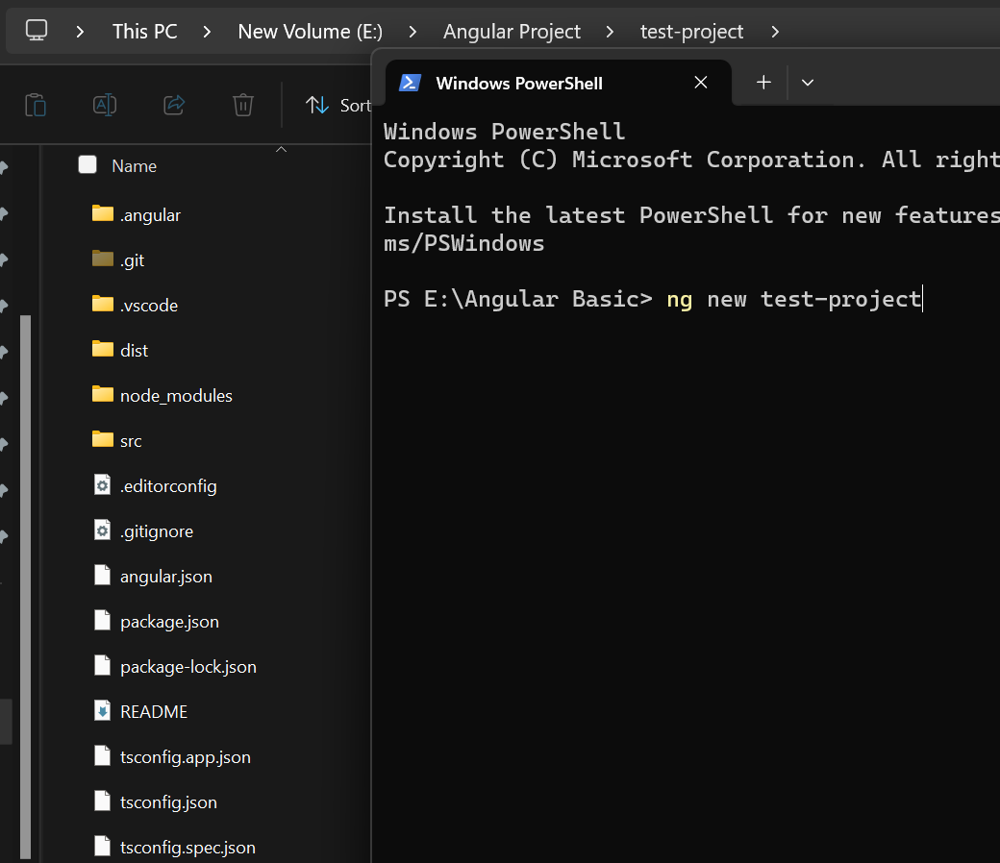 This PC > New Volume (E:) > Angular Project > test-project >
Sort
Name
.angular
.git
.vscode
dist
node_modules
src
.editorconfig
.gitignore
angular.json
package.json
package-lock.json
README
tsconfig.app.json
tsconfig.json
tsconfig.spec.json
Windows PowerShell
Windows PowerShell
Copyright (C) Microsoft Corporation. All right
Install the latest PowerShell for new features
ms/PSWindows
PS E:\Angular Basic> ng new test-project